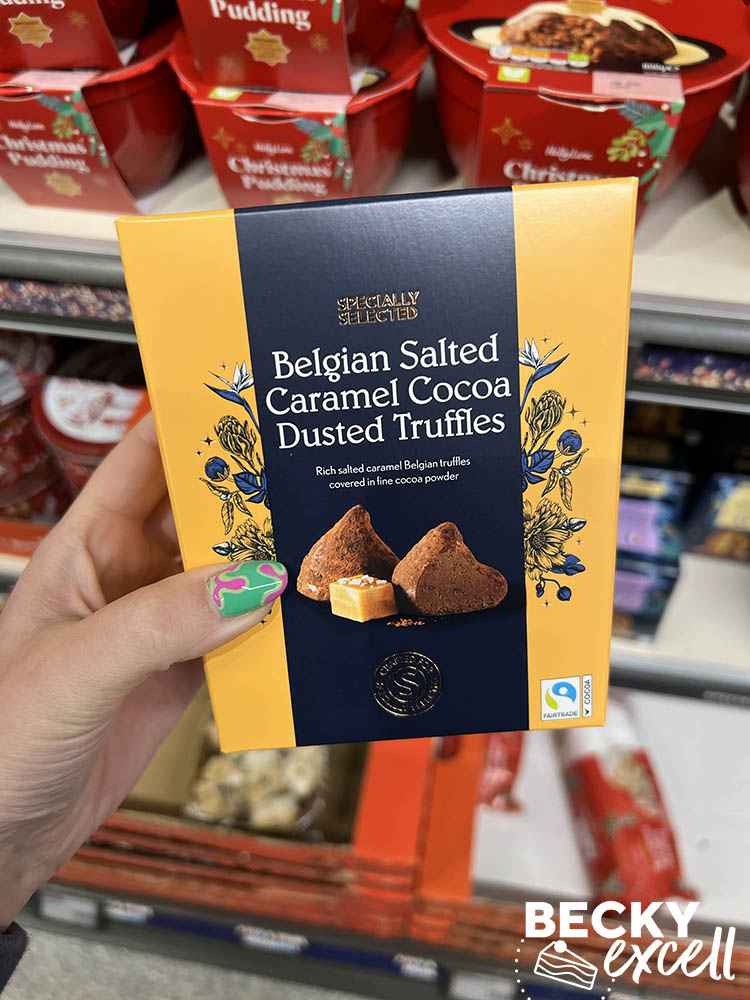 Pudding
Pudding
Christmas
Pudding
Christmas
Pudding
SPECIALLY
SELECTED
Belgian Salted
Caramel Cocoa
Dusted Truffles
Rich salted caramel Belgian truffles
covered in fine cocoa powder
FAIRTRADE
COCOA
BECKY
excell